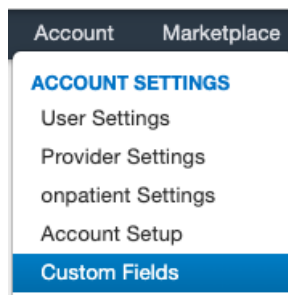 Account Marketplace
ACCOUNT SETTINGS
User Settings
Provider Settings
onpatient Settings
Account Setup
Custom Fields